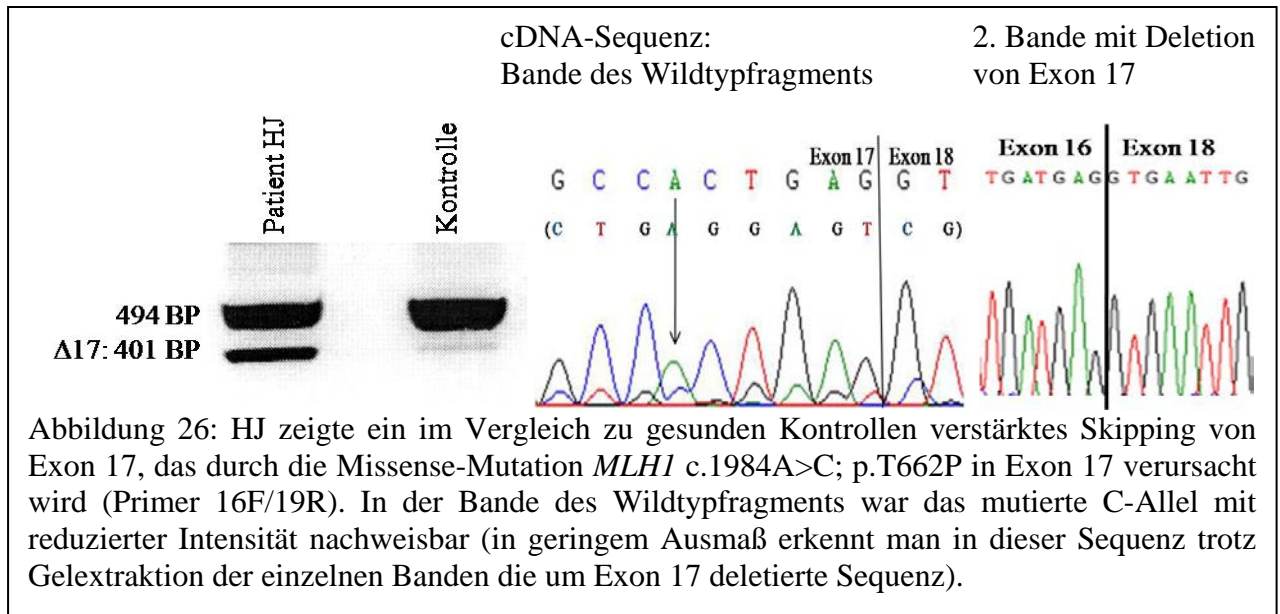 cDNA-Sequenz:
Bande des Wildtypfragments
2. Bande mit Deletion
von Exon 17
Patient HJ
Kontrolle
494 BP
Δ17: 401 BP
Exon 17 Exon 18
G C C A C T G A G G T
(C T G A G G A G T C G)
Exon 16 Exon 18
TGATGAGGTGAATTG
Abbildung 26: HJ zeigte ein im Vergleich zu gesunden Kontrollen verstärktes Skipping von
Exon 17, das durch die Missense-Mutation MLH1 c.1984A>C; p.T662P in Exon 17 verursacht
wird (Primer 16F/19R). In der Bande des Wildtypfragments war das mutierte C-Allel mit
reduzierter Intensität nachweisbar (in geringem Ausmaß erkennt man in dieser Sequenz trotz
Gelextraktion der einzelnen Banden die um Exon 17 deletierte Sequenz).